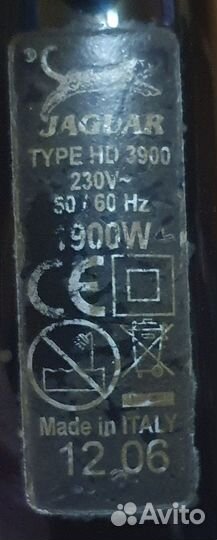 JAGUAR
TYPE HD 3900
230V~
50 / 60 Hz
1900W
CE
Made in ITALY
12.06
Avito